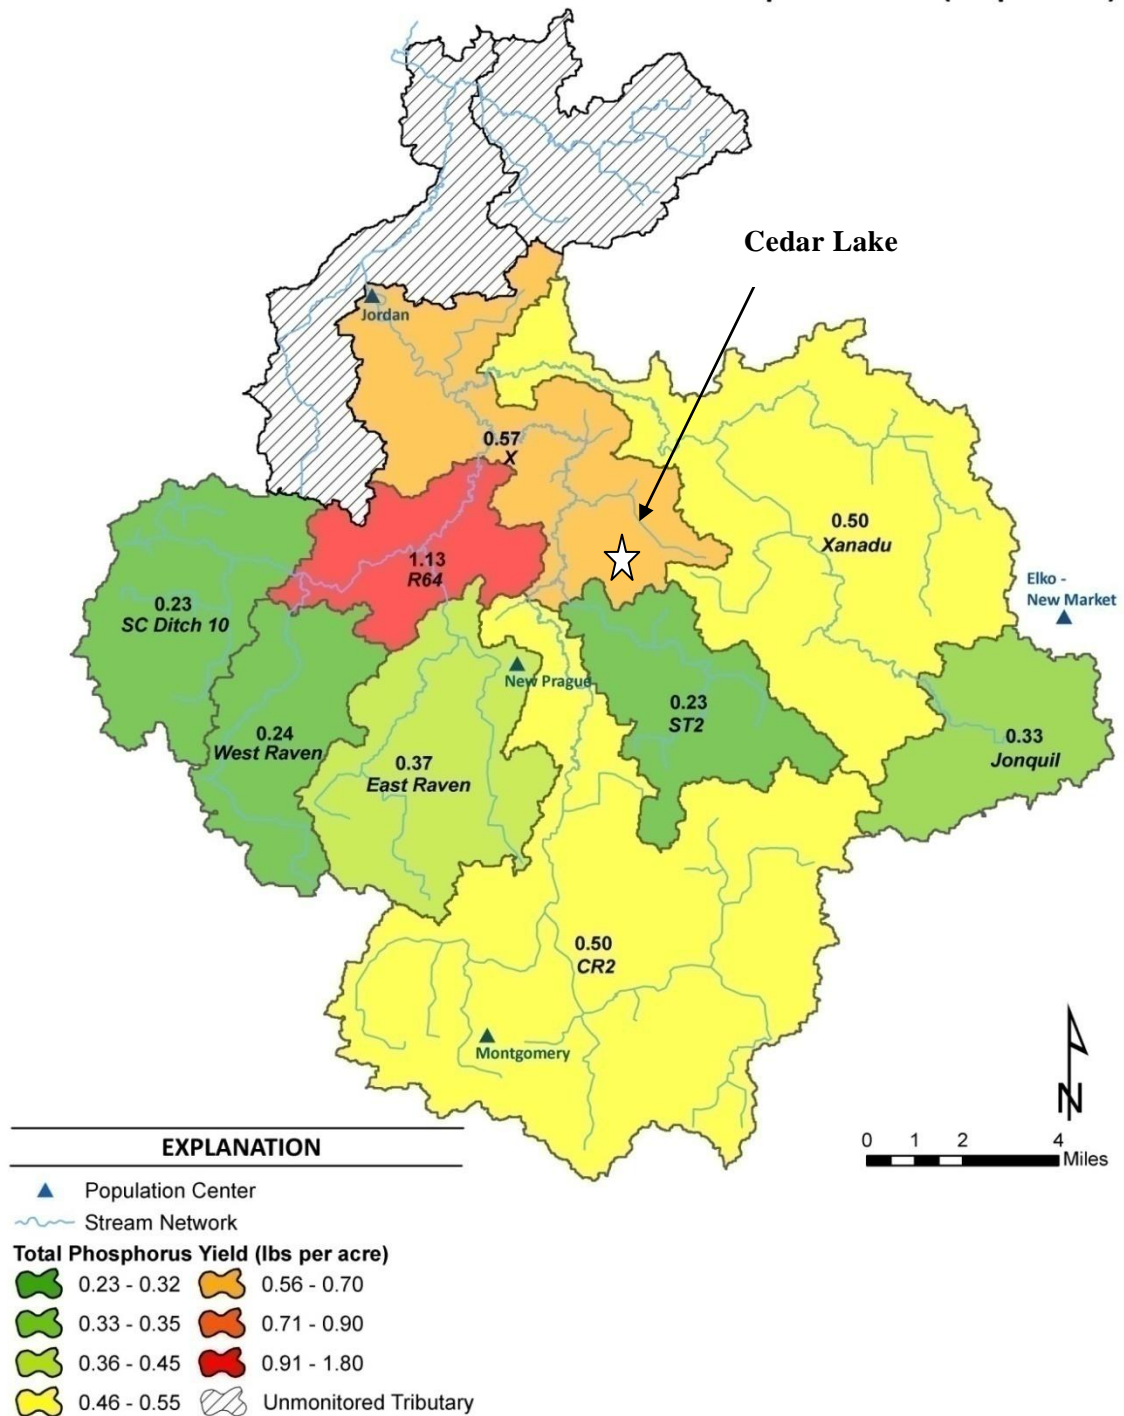 Cedar Lake
Jordan
0.57
X
0.50
Xanadu
1.13
R64
Elko -
New Market
0.23
SC Ditch 10
New Prague
0.23
ST2
0.24
West Raven
0.33
Jonquil
0.37
East Raven
0.50
CR2
Montgomery
N
0 1 2 4
Miles
EXPLANATION
Population Center
Stream Network
Total Phosphorus Yield (lbs per acre)
0.23 - 0.32 0.56 - 0.70
0.33 - 0.35 0.71 - 0.90
0.36 - 0.45 0.91 - 1.80
0.46 - 0.55 Unmonitored Tributary